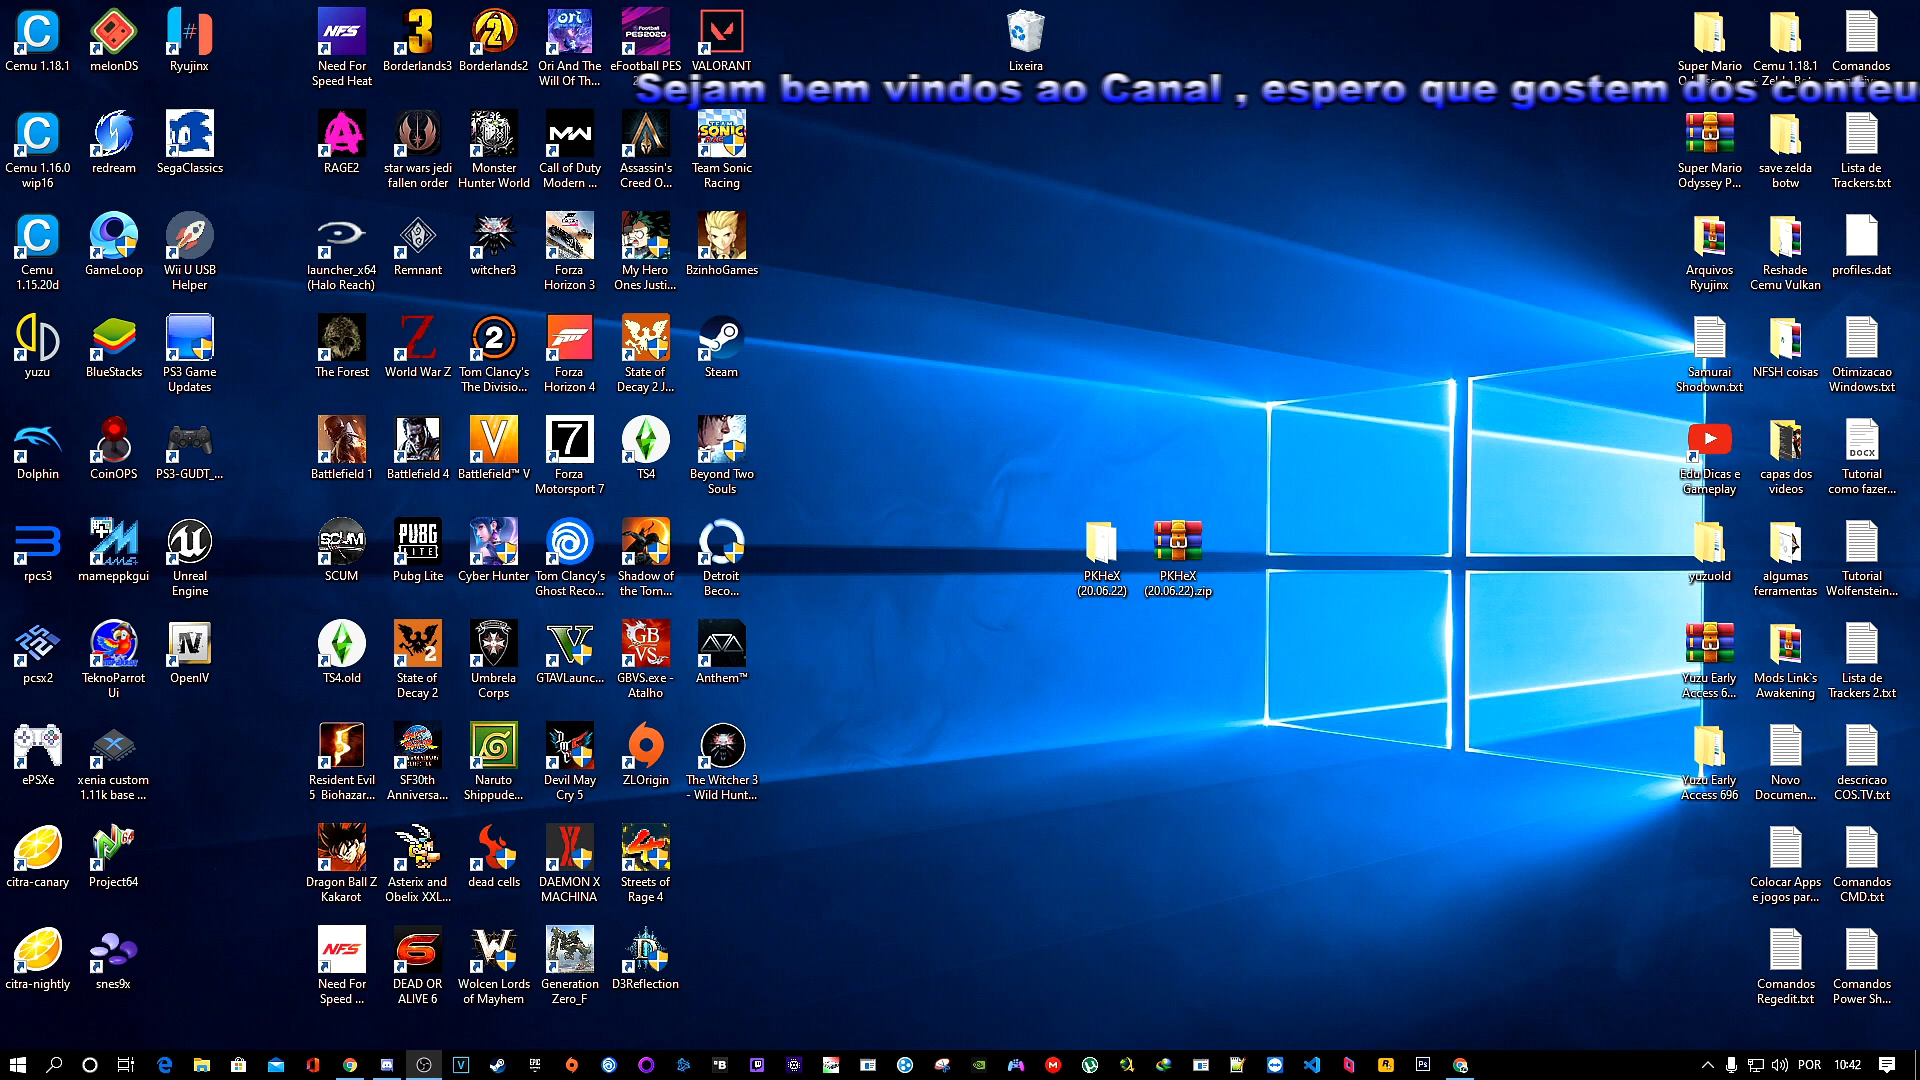 Cemu 1.18.1
melonDS
Ryujinx
Need For
Speed Heat
Borderlands3
Borderlands2
Ori And The
Will Of Th...
eFootball PES
VALORANT
Lixeira
Super Mario
Cemu 1.18.1
Comandos
Sejam bem vindos ao Canal , espero que gostem dos conteu
Cemu 1.16.0
wip16
redream
SegaClassics
RAGE2
star wars jedi
fallen order
Monster
Hunter World
Call of Duty
Modern ...
Assassin's
Creed O...
Team Sonic
Racing
Super Mario
Odyssey P...
save zelda
botw
Lista de
Trackers.txt
Cemu
1.15.20d
GameLoop
Wii U USB
Helper
launcher_x64
(Halo Reach)
Remnant
witcher3
Forza
Horizon 3
My Hero
Ones Justi...
BzinhoGames
Arquivos
Ryujinx
Reshade
Cemu Vulkan
profiles.dat
yuzu
BlueStacks
PS3 Game
Updates
The Forest
World War Z
Tom Clancy's
The Divisio...
Forza
Horizon 4
State of
Decay 2 J...
Steam
Samurai
Shodown.txt
NFSH coisas
Otimizacao
Windows.txt
Dolphin
CoinOPS
PS3-GUDT_...
Battlefield 1
Battlefield 4
Battlefield™ V
Forza
Motorsport 7
TS4
Beyond Two
Souls
Edu Dicas e
Gameplay
capas dos
videos
Tutorial
como fazer...
rpcs3
mameppkgui
Unreal
Engine
SCUM
Pubg Lite
Cyber Hunter
Tom Clancy's
Ghost Reco...
Shadow of
the Tom...
Detroit
Beco...
PKHeX
(20.06.22)
PKHeX
(20.06.22).zip
yuzuold
algumas
ferramentas
Tutorial
Wolfenstein...
pcsx2
TeknoParrot
Ui
OpenIV
TS4.old
State of
Decay 2
Umbrela
Corps
GTAVLaunc...
GBVS.exe -
Atalho
Anthem™
Yuzu Early
Access 6...
Mods Link`s
Awakening
Lista de
Trackers 2.txt
ePSXe
xenia custom
1.11k base ...
Resident Evil
5 Biohazar...
SF30th
Anniversa...
Naruto
Shippude...
Devil May
Cry 5
ZLOrigin
The Witcher 3
- Wild Hunt...
Yuzu Early
Access 696
Novo
Documen...
descricao
COS.TV.txt
citra-canary
Project64
Dragon Ball Z
Kakarot
Asterix and
Obelix XXL...
dead cells
DAEMON X
MACHINA
Streets of
Rage 4
Colocar Apps
e jogos par...
Comandos
CMD.txt
citra-nightly
snes9x
Need For
Speed ...
DEAD OR
ALIVE 6
Wolcen Lords
of Mayhem
Generation
Zero_F
D3Reflection
Comandos
Regedit.txt
Comandos
Power Sh...
POR
10:42